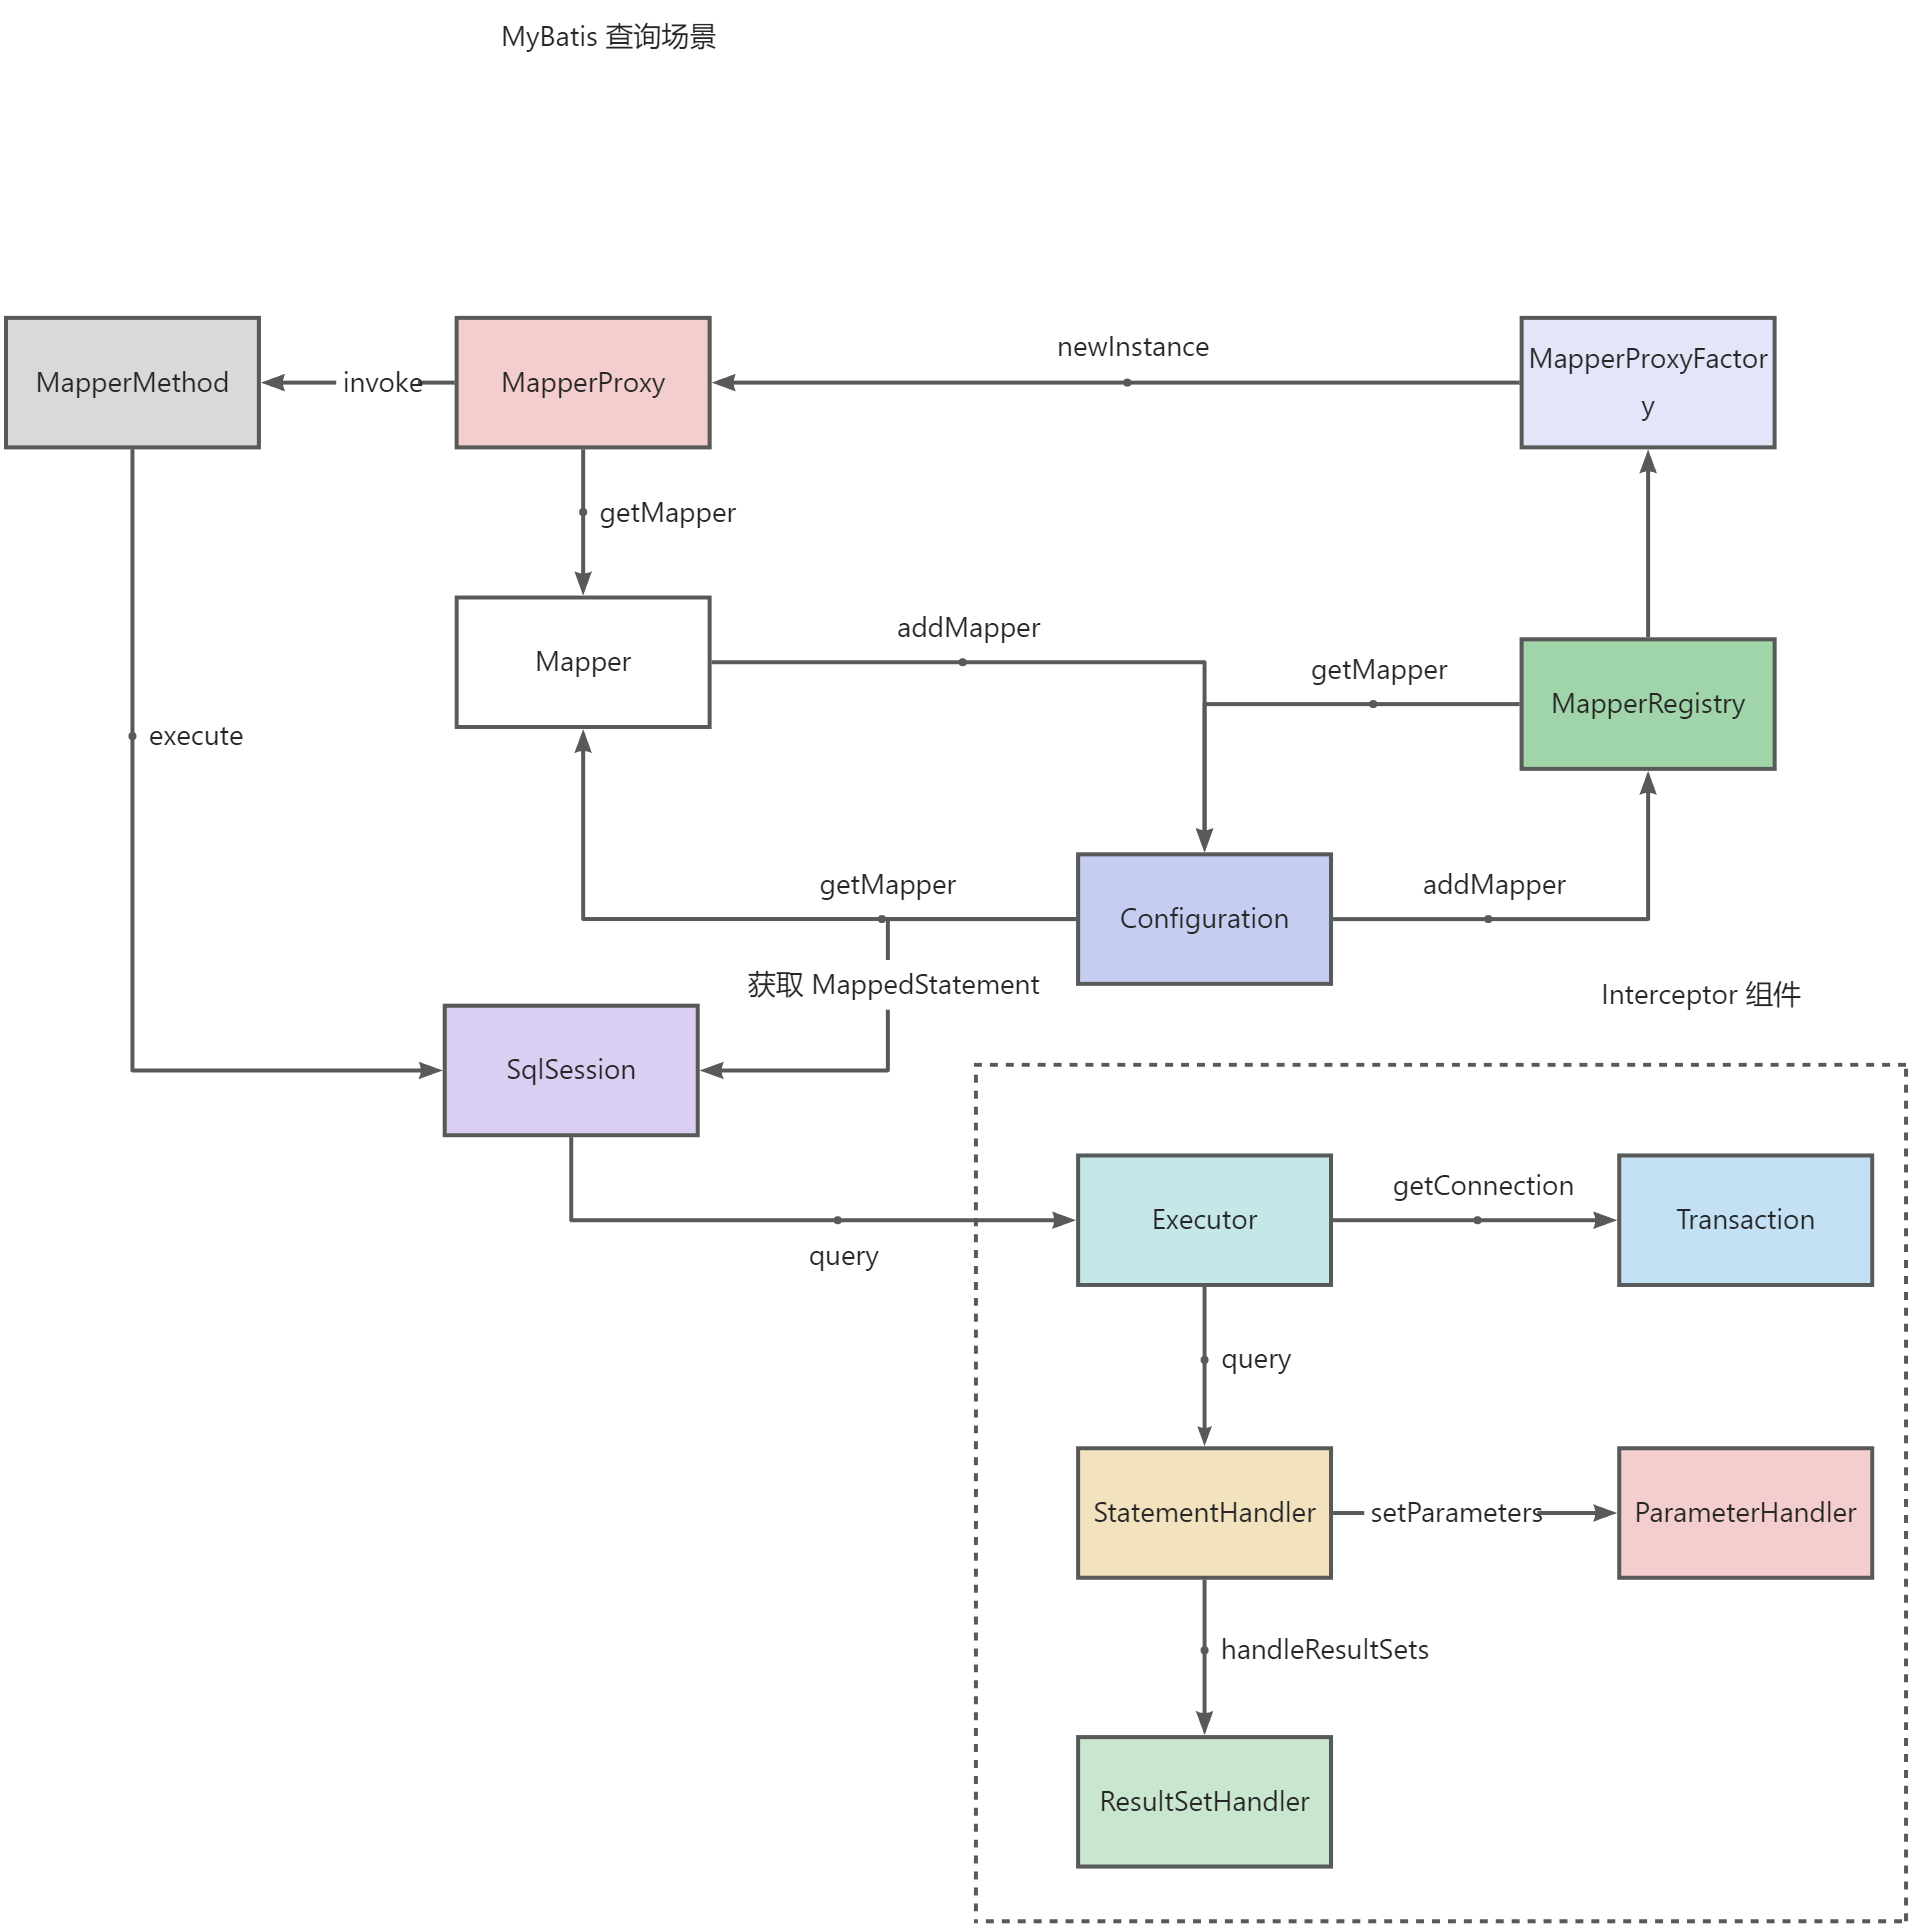 MyBatis 查询场景
newInstance
MapperMethod
invoke
MapperProxy
MapperProxyFactor
y
getMapper
addMapper
Mapper
getMapper
MapperRegistry
execute
getMapper
Configuration
addMapper
获取 MappedStatement
Interceptor 组件
SqlSession
query
Executor
getConnection
Transaction
query
StatementHandler
setParameters
ParameterHandler
handleResultSets
ResultSetHandler